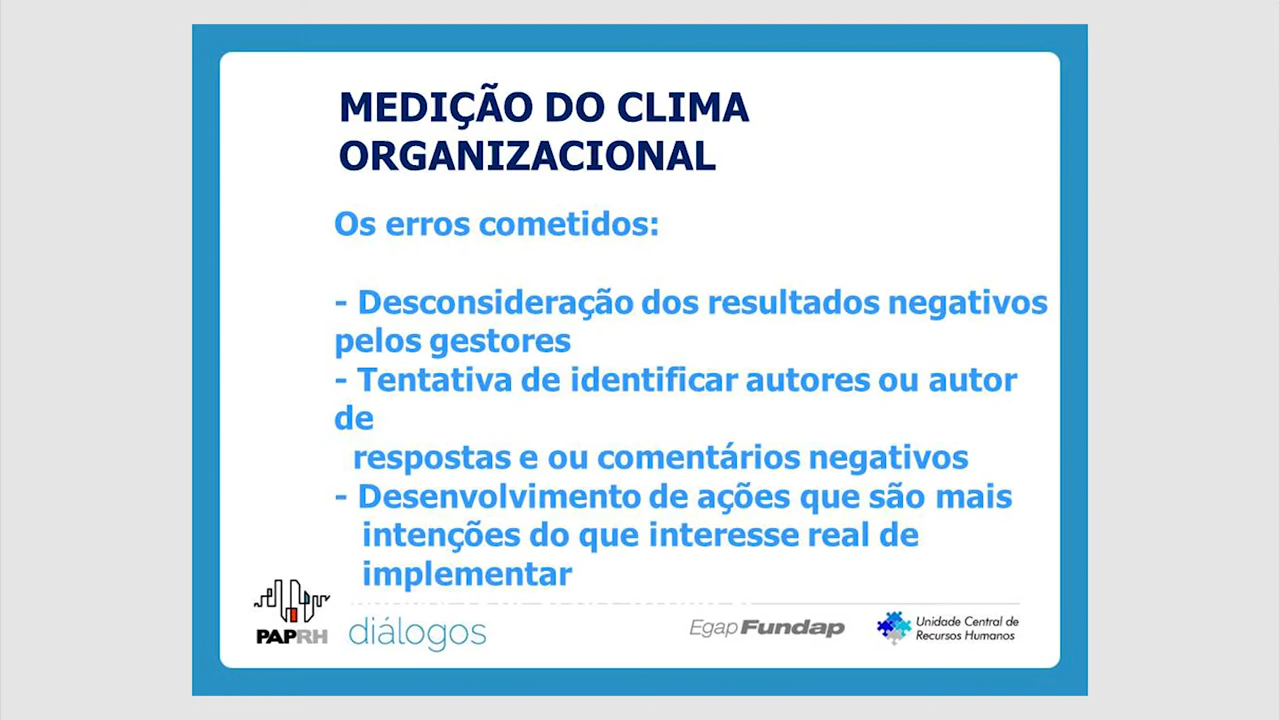 MEDIÇÃO DO CLIMA
ORGANIZACIONAL
Os erros cometidos:
- Desconsideração dos resultados negativos
pelos gestores
- Tentativa de identificar autores ou autor
de
respostas e ou comentários negativos
- Desenvolvimento de ações que são mais
intenções do que interesse real de
implementar
PAPRH
diálogos
Egap Fundap
Unidade Central de
Recursos Humanos